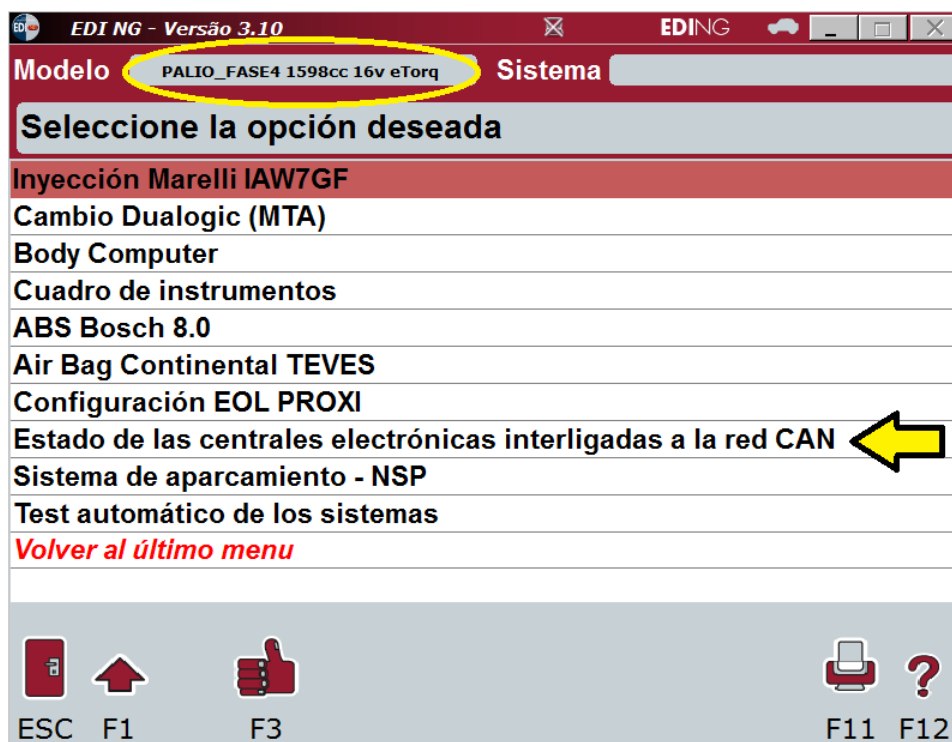 EDI EDI NG - Versão 3.10 EDING
Modelo PALIO_FASE4 1598cc 16v eTorq Sistema
Seleccione la opción deseada
Inyección Marelli IAW7GF
Cambio Dualogic (MTA)
Body Computer
Cuadro de instrumentos
ABS Bosch 8.0
Air Bag Continental TEVES
Configuración EOL PROXI
Estado de las centrales electrónicas interligadas a la red CAN
Sistema de aparcamiento - NSP
Test automático de los sistemas
Volver al último menu
ESC F1 F3 F11 F12